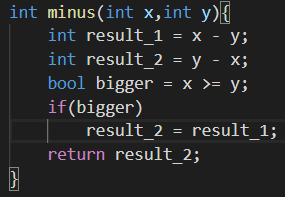 int minus(int x,int y){
    int result_1 = x - y;
    int result_2 = y - x;
    bool bigger = x >= y;
    if(bigger)
        result_2 = result_1;
    return result_2;
}